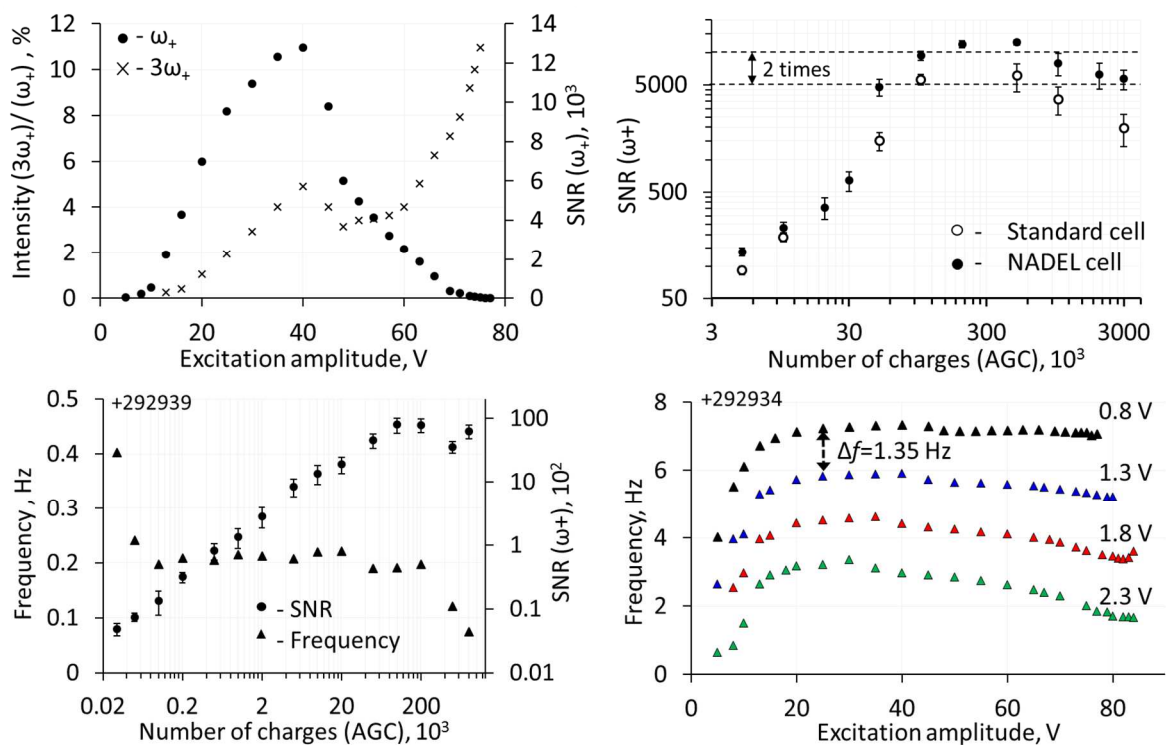 12
10
8
6
4
2
0
Intensity (3ω₊)/ (ω₊) , %
● - ω₊
× - 3ω₊
14
12
10
8
6
4
2
0
SNR (ω₊), 10³
0 20 40 60 80
Excitation amplitude, V
5000
500
50
SNR (ω+)
2 times
○ - Standard cell
● - NADEL cell
3 30 300 3000
Number of charges (AGC), 10³
0.5
0.4
0.3
0.2
0.1
0
Frequency , Hz
+292939
● - SNR
▲ - Frequency
100
10
1
0.1
0.01
SNR (ω+), 10²
0.02 0.2 2 20 200
Number of charges (AGC), 10³
8
6
4
2
0
Frequency, Hz
+292934
0.8 V
Δf=1.35 Hz
1.3 V
1.8 V
2.3 V
0 20 40 60 80
Excitation amplitude, V